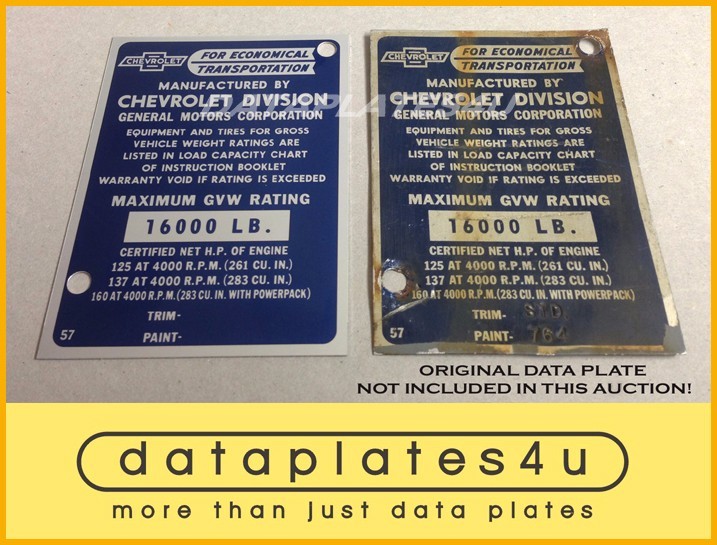 CHEVROLET
FOR ECONOMICAL
TRANSPORTATION
MANUFACTURED BY
CHEVROLET DIVISION
GENERAL MOTORS CORPORATION
EQUIPMENT AND TIRES FOR GROSS
VEHICLE WEIGHT RATINGS ARE
LISTED IN LOAD CAPACITY CHART
OF INSTRUCTION BOOKLET
WARRANTY VOID IF RATING IS EXCEEDED
MAXIMUM GVW RATING
16000 LB.
CERTIFIED NET H.P. OF ENGINE
125 AT 4000 R.P.M. (261 CU. IN.)
137 AT 4000 R.P.M. (283 CU. IN.)
160 AT 4000 R.P.M. (283 CU. IN. WITH POWERPACK)
TRIM-
57 PAINT-
CHEVROLET
FOR ECONOMICAL
TRANSPORTATION
MANUFACTURED BY
CHEVROLET DIVISION
GENERAL MOTORS CORPORATION
EQUIPMENT AND TIRES FOR GROSS
VEHICLE WEIGHT RATINGS ARE
LISTED IN LOAD CAPACITY CHART
OF INSTRUCTION BOOKLET
WARRANTY VOID IF RATING IS EXCEEDED
MAXIMUM GVW RATING
16000 LB.
CERTIFIED NET H.P. OF ENGINE
125 AT 4000 R.P.M. (261 CU. IN.)
137 AT 4000 R.P.M. (283 CU. IN.)
160 AT 4000 R.P.M. (283 CU. IN. WITH POWERPACK)
TRIM- STD.
57 PAINT- 764
DATAPLATES4U
ORIGINAL DATA PLATE
NOT INCLUDED IN THIS AUCTION!
dataplates4u
more than just data plates